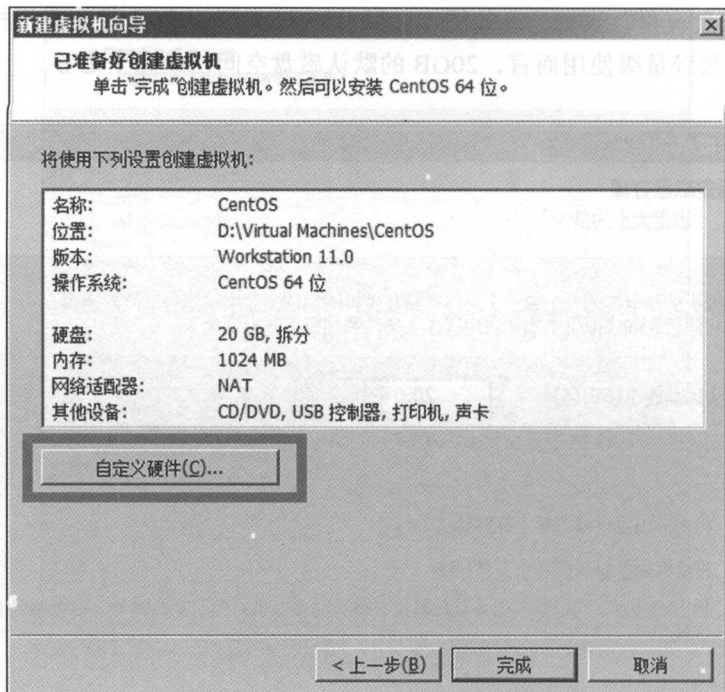 新建虚拟机向导
已准备好创建虚拟机
单击“完成”创建虚拟机。然后可以安装 CentOS 64 位。
将使用下列设置创建虚拟机:
名称: CentOS
位置: D:\Virtual Machines\CentOS
版本: Workstation 11.0
操作系统: CentOS 64 位
硬盘: 20 GB, 拆分
内存: 1024 MB
网络适配器: NAT
其他设备: CD/DVD, USB 控制器, 打印机, 声卡
自定义硬件(C)...
< 上一步(B) 完成 取消